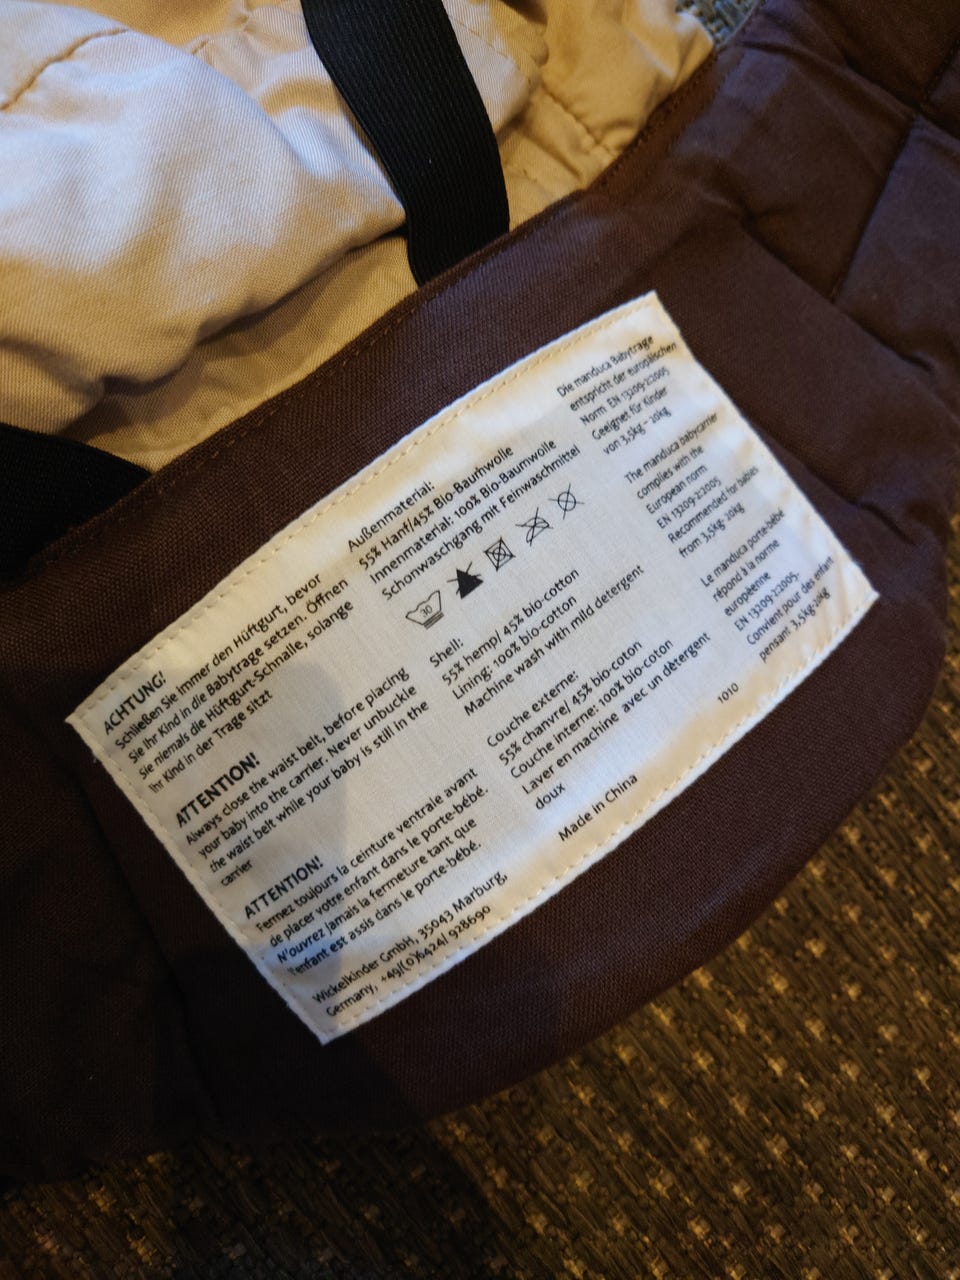 ACHTUNG!
Schließen Sie immer den Hüftgurt, bevor
Sie Ihr Kind in die Babytrage setzen. Öffnen
Sie niemals die Hüftgurt-Schnalle, solange
Ihr Kind in der Trage sitzt
ATTENTION!
Always close the waist belt, before placing
your baby into the carrier. Never unbuckle
the waist belt while your baby is still in the
carrier
ATTENTION!
Fermez toujours la ceinture ventrale avant
de placer votre enfant dans le porte-bébé.
N'ouvrez jamais la fermeture tant que
l'enfant est assis dans le porte-bébé.
Wickelkinder GmbH, 35043 Marburg,
Germany, +49/(0)6424/ 928690
Außenmaterial:
55% Hanf/45% Bio-Baumwolle
Innenmaterial: 100% Bio-Baumwolle
Schonwaschgang mit Feinwaschmittel
30
Shell:
55% hemp/ 45% bio-cotton
Lining: 100% bio-cotton
Machine wash with mild detergent
Couche externe:
55% chanvre/ 45% bio-coton
Couche interne: 100% bio-coton
Laver en machine avec un dètergent
doux
Made in China
Die manduca Babytrage
entspricht der europäischen
Norm EN 13209-2:2005
Geeignet für Kinder
von 3,5kg - 20kg
The manduca babycarrier
complies with the
European norm
EN 13209-2:2005
Recommended for babies
from 3,5kg-20kg
Le manduca porte-bébé
répond à la norme
européenne
EN 13209-2:2005.
Convient pour des enfant
pensant 3,5kg-20kg
1010